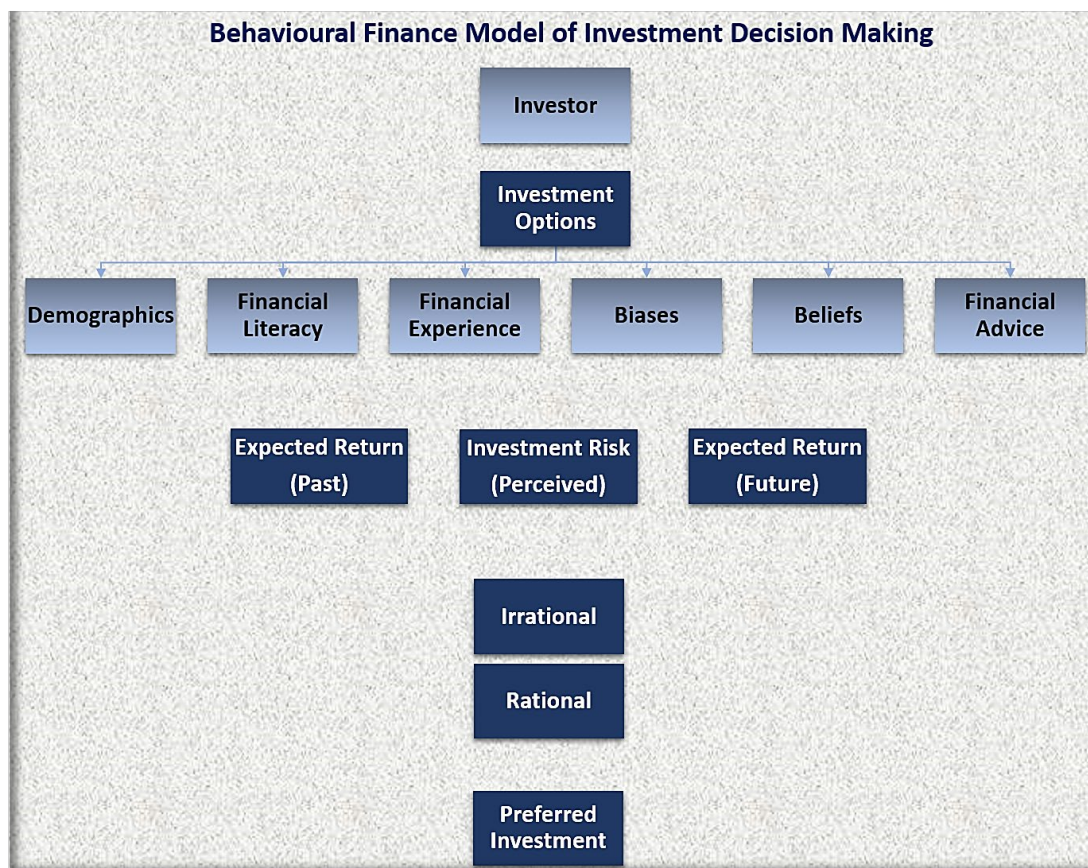 Behavioural Finance Model of Investment Decision Making
Investor
Investment
Options
Demographics
Financial
Literacy
Financial
Experience
Biases
Beliefs
Financial
Advice
Expected Return
(Past)
Investment Risk
(Perceived)
Expected Return
(Future)
Irrational
Rational
Preferred
Investment